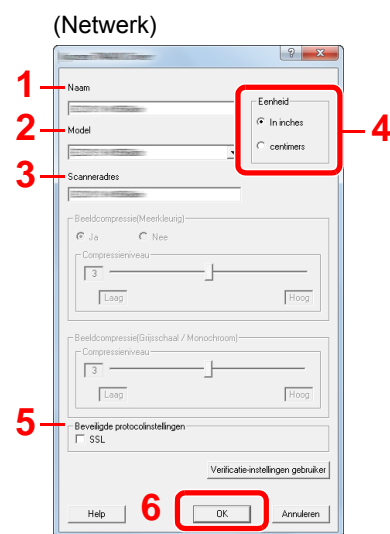 (Netwerk)
1 Naam
Eenheid
In inches
4
2 Model
centimers
3 Scanneradres
Beeldcompressie(Meerkleurig)
Ja Nee
Compressieniveau
3
Laag Hoog
Beeldcompressie(Grijsschaal / Monochroom)
Compressieniveau
3
Laag Hoog
5 Beveiligde protocolinstellingen
SSL
Verificatie-instellingen gebruiker
Help 6 OK Annuleren